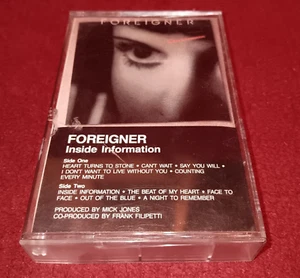 FOREIGNER
FOREIGNER
Inside Information
Side One
HEART TURNS TO STONE • CAN'T WAIT • SAY YOU WILL •
I DON'T WANT TO LIVE WITHOUT YOU • COUNTING
EVERY MINUTE
Side Two
INSIDE INFORMATION • THE BEAT OF MY HEART • FACE TO
FACE • OUT OF THE BLUE • A NIGHT TO REMEMBER
PRODUCED BY MICK JONES
CO-PRODUCED BY FRANK FILIPETTI